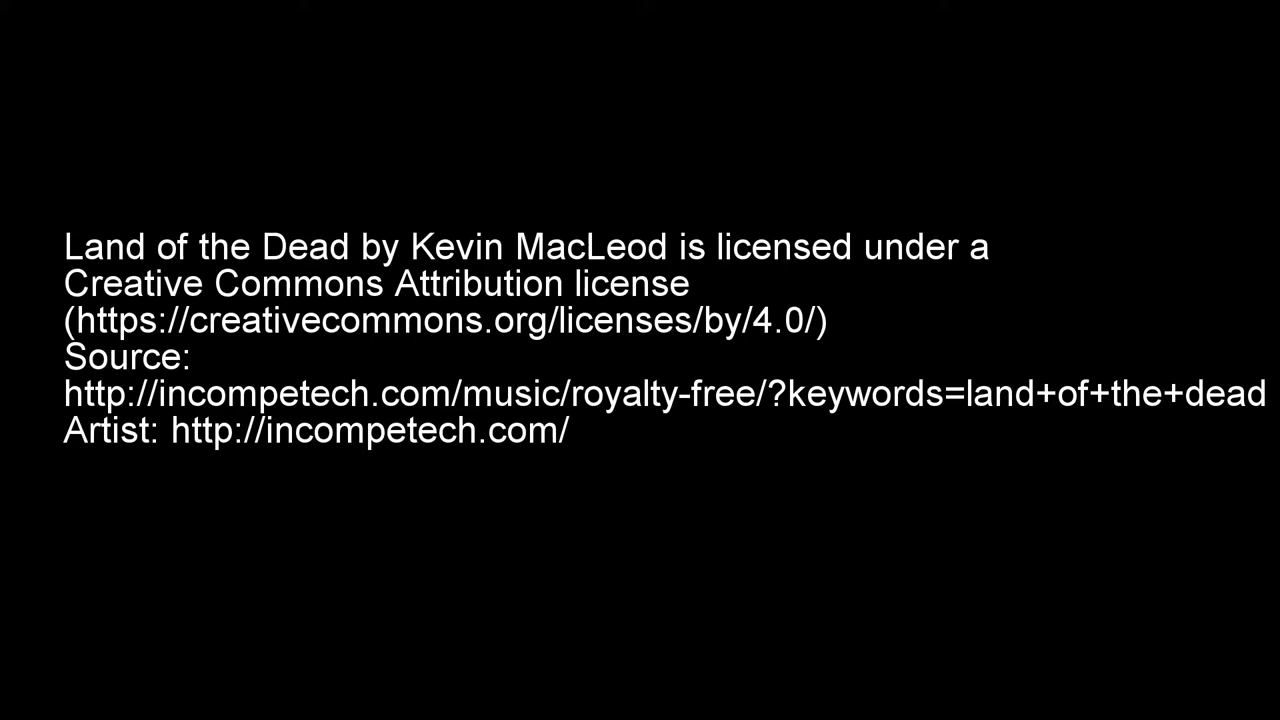 Land of the Dead by Kevin MacLeod is licensed under a
Creative Commons Attribution license
(https://creativecommons.org/licenses/by/4.0/)
Source:
http://incompetech.com/music/royalty-free/?keywords=land+of+the+dead
Artist: http://incompetech.com/